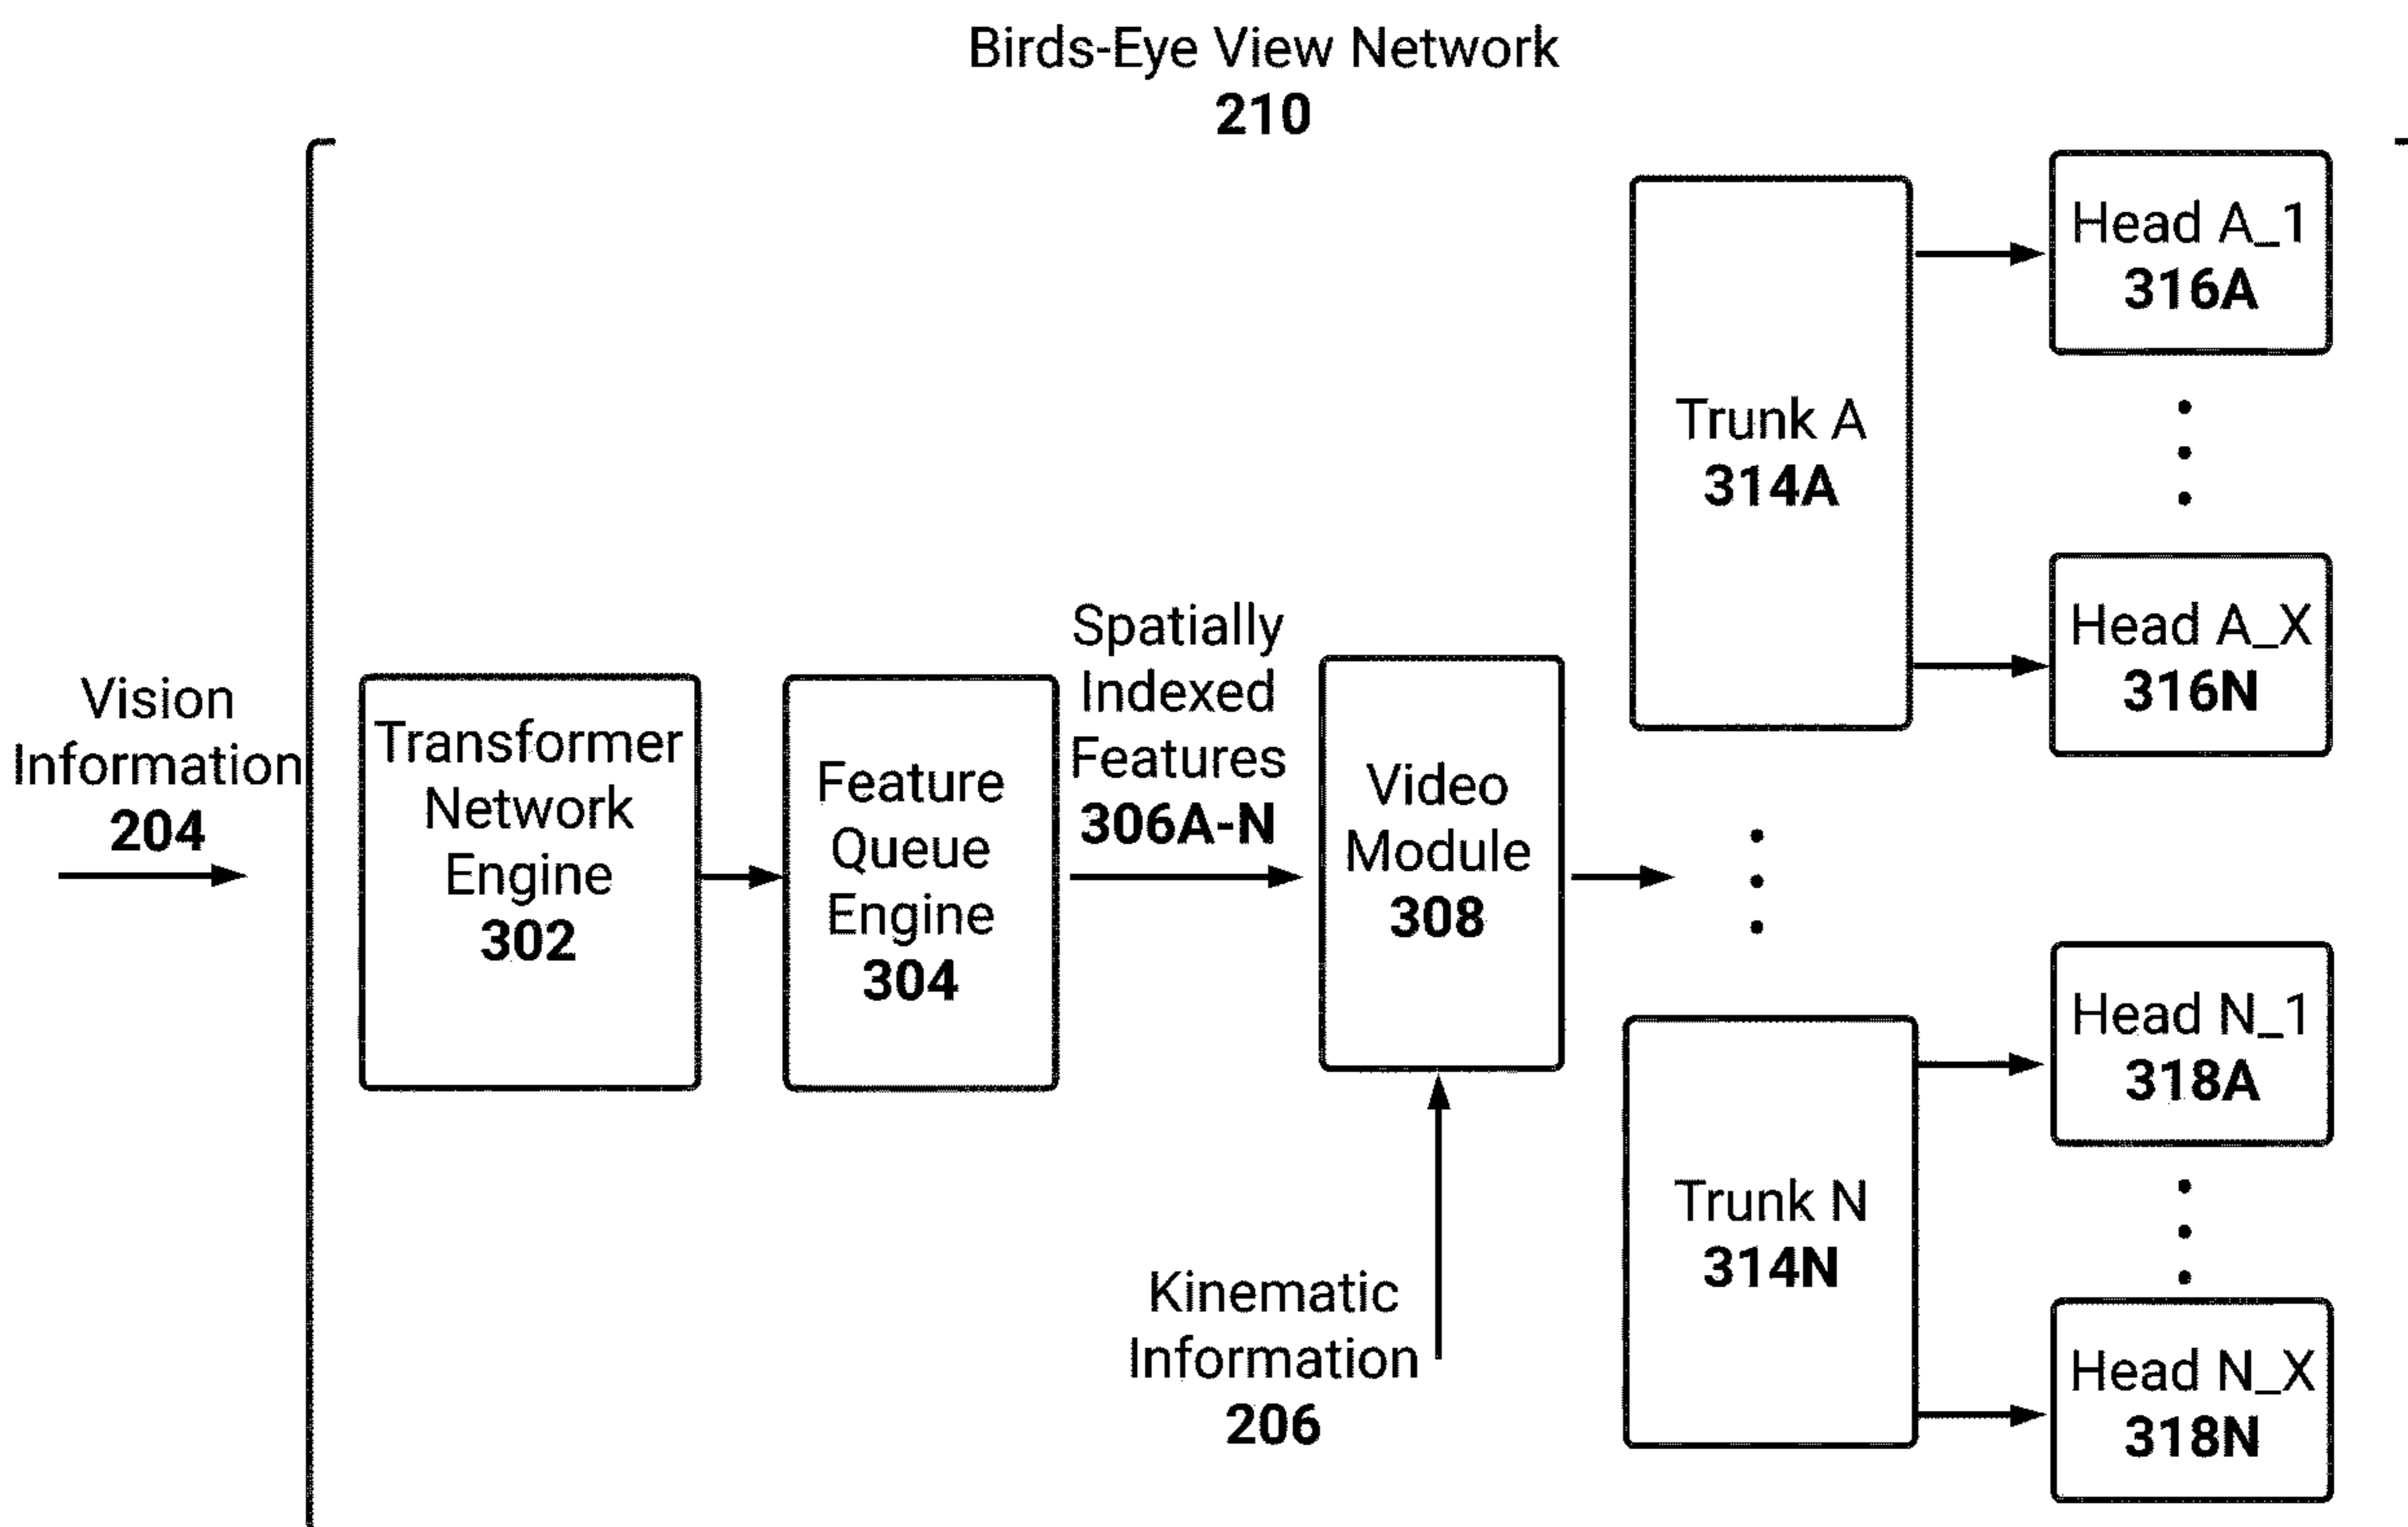 Birds-Eye View Network
210
Vision
Information
204
Transformer
Network
Engine
302
Feature
Queue
Engine
304
Spatially
Indexed
Features
306A-N
Video
Module
308
Kinematic
Information
206
Trunk A
314A
Head A_1
316A
Head A_X
316N
Trunk N
314N
Head N_1
318A
Head N_X
318N